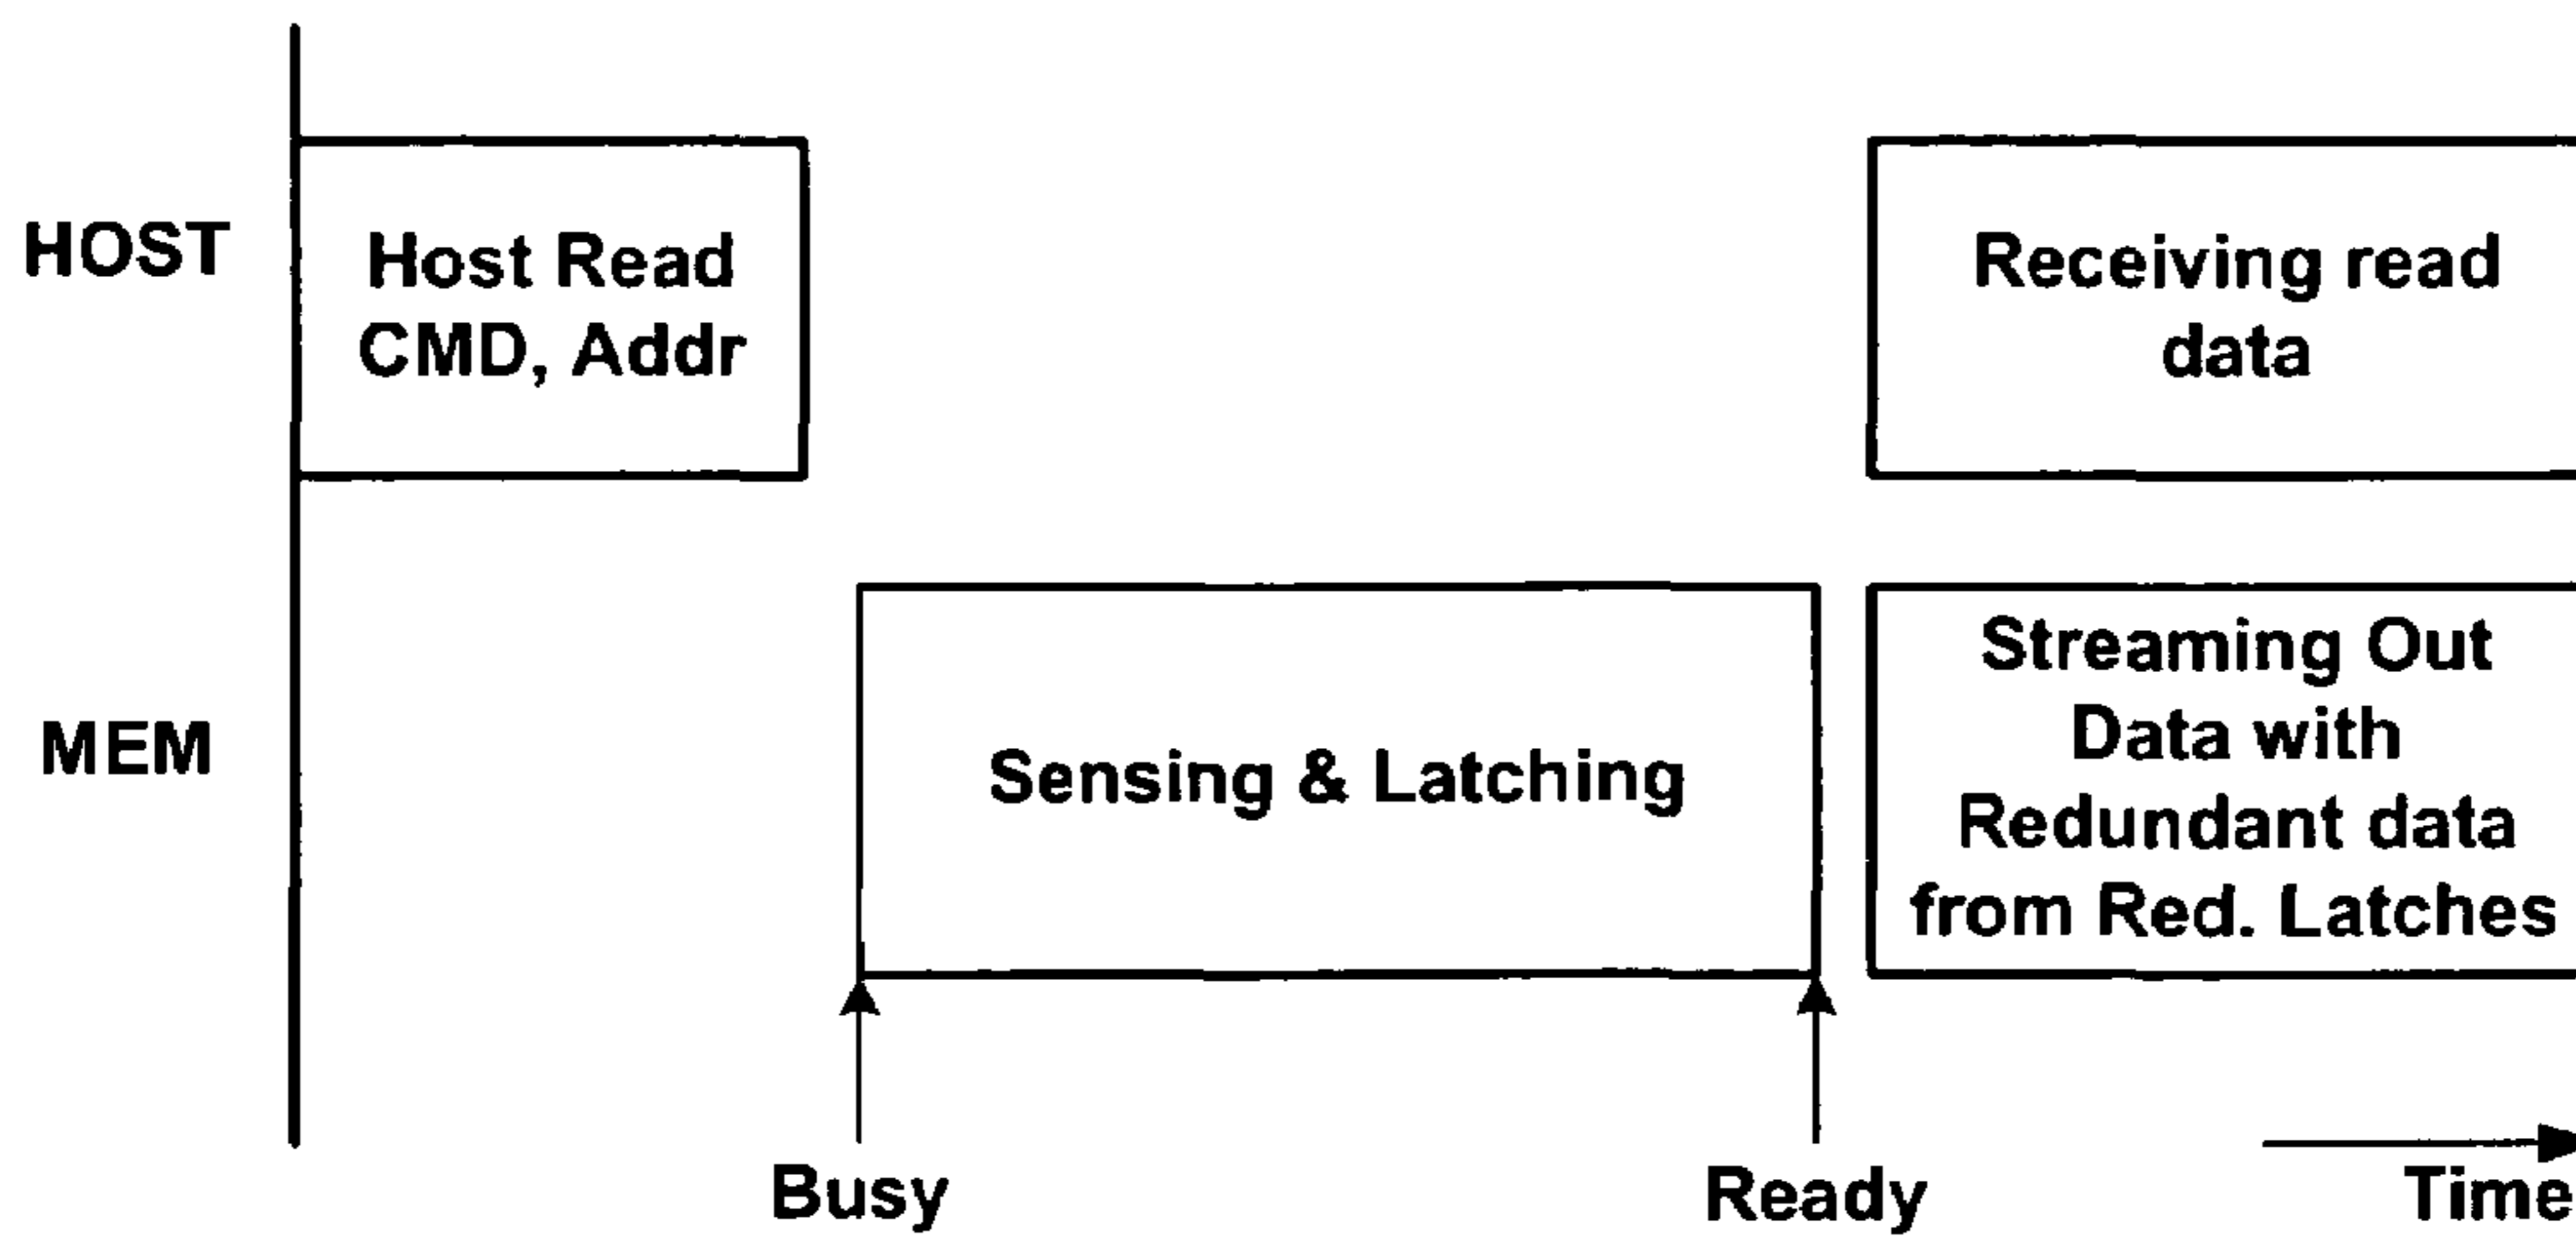 HOST
Host Read
CMD, Addr
Receiving read
data
MEM
Sensing & Latching
Streaming Out
Data with
Redundant data
from Red. Latches
Busy
Ready
Time